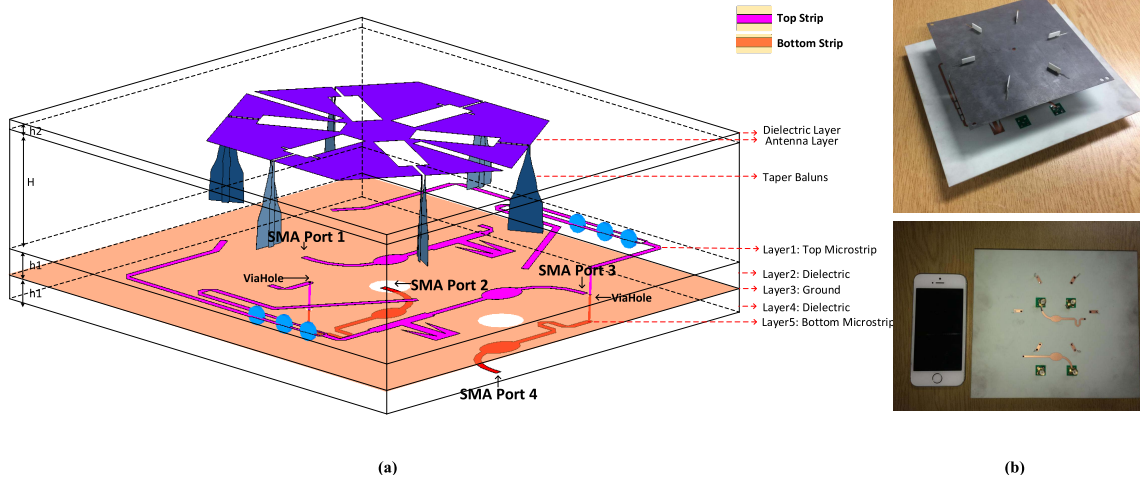 Top Strip
Bottom Strip
h2
Dielectric Layer
Antenna Layer
H
Taper Baluns
SMA Port 1
Layer1: Top Microstrip
h1
ViaHole
SMA Port 2
SMA Port 3
Layer2: Dielectric
Layer3: Ground
h1
ViaHole
Layer4: Dielectric
Layer5: Bottom Microstrip
SMA Port 4
(a)
(b)